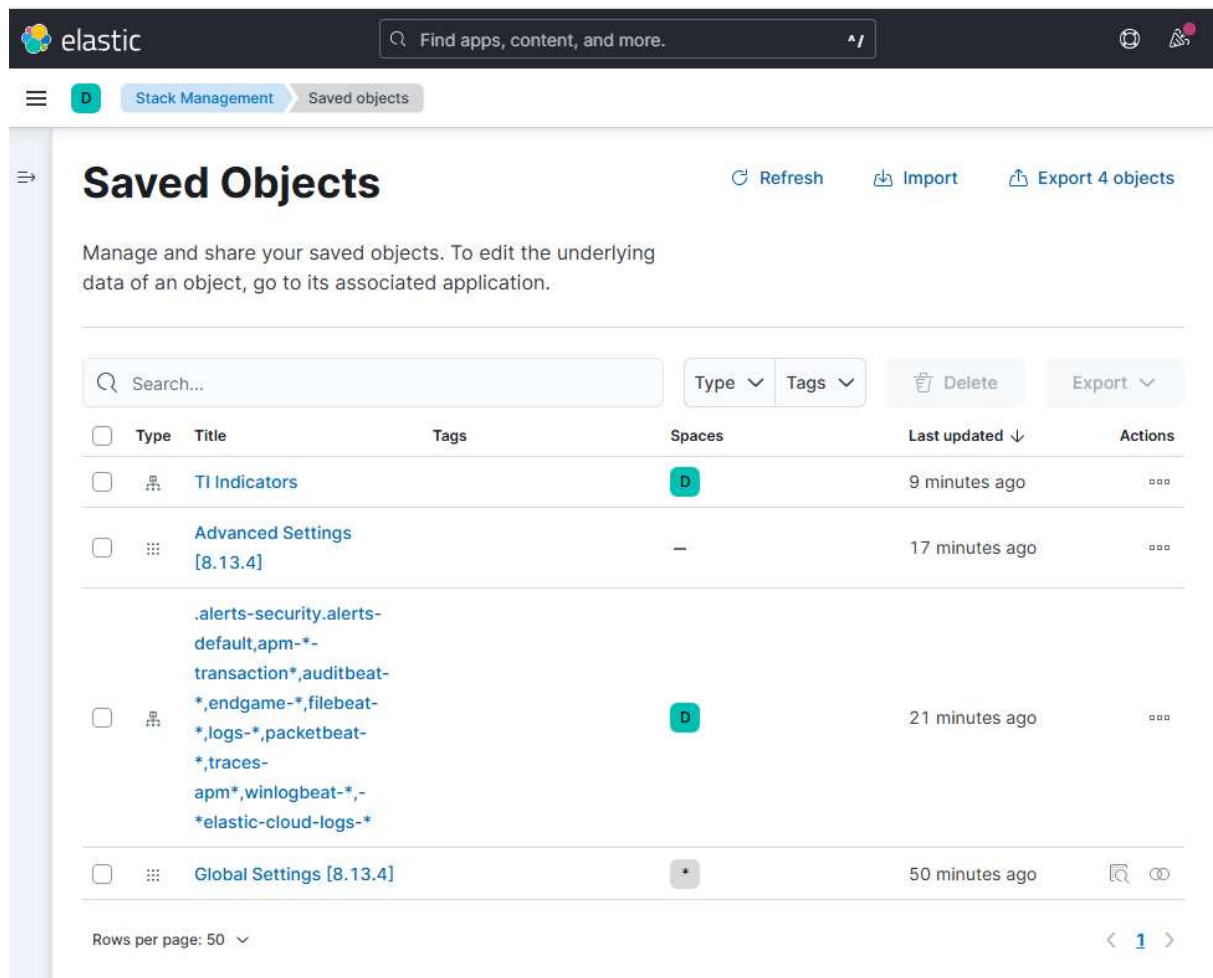 elastic
Find apps, content, and more.
^/
D
Stack Management
Saved objects
Saved Objects
Refresh
Import
Export 4 objects
Manage and share your saved objects. To edit the underlying
data of an object, go to its associated application.
Search...
Type
Tags
Delete
Export
Type Title Tags Spaces Last updated Actions
TI Indicators D 9 minutes ago
Advanced Settings
[8.13.4]
– 17 minutes ago
.alerts-security.alerts-
default,apm-*-
transaction*,auditbeat-
*,endgame-*,filebeat-
*,logs-*,packetbeat-
*,traces-
apm*,winlogbeat-*,-
*elastic-cloud-logs-*
D 21 minutes ago
Global Settings [8.13.4] * 50 minutes ago
Rows per page: 50
< 1 >